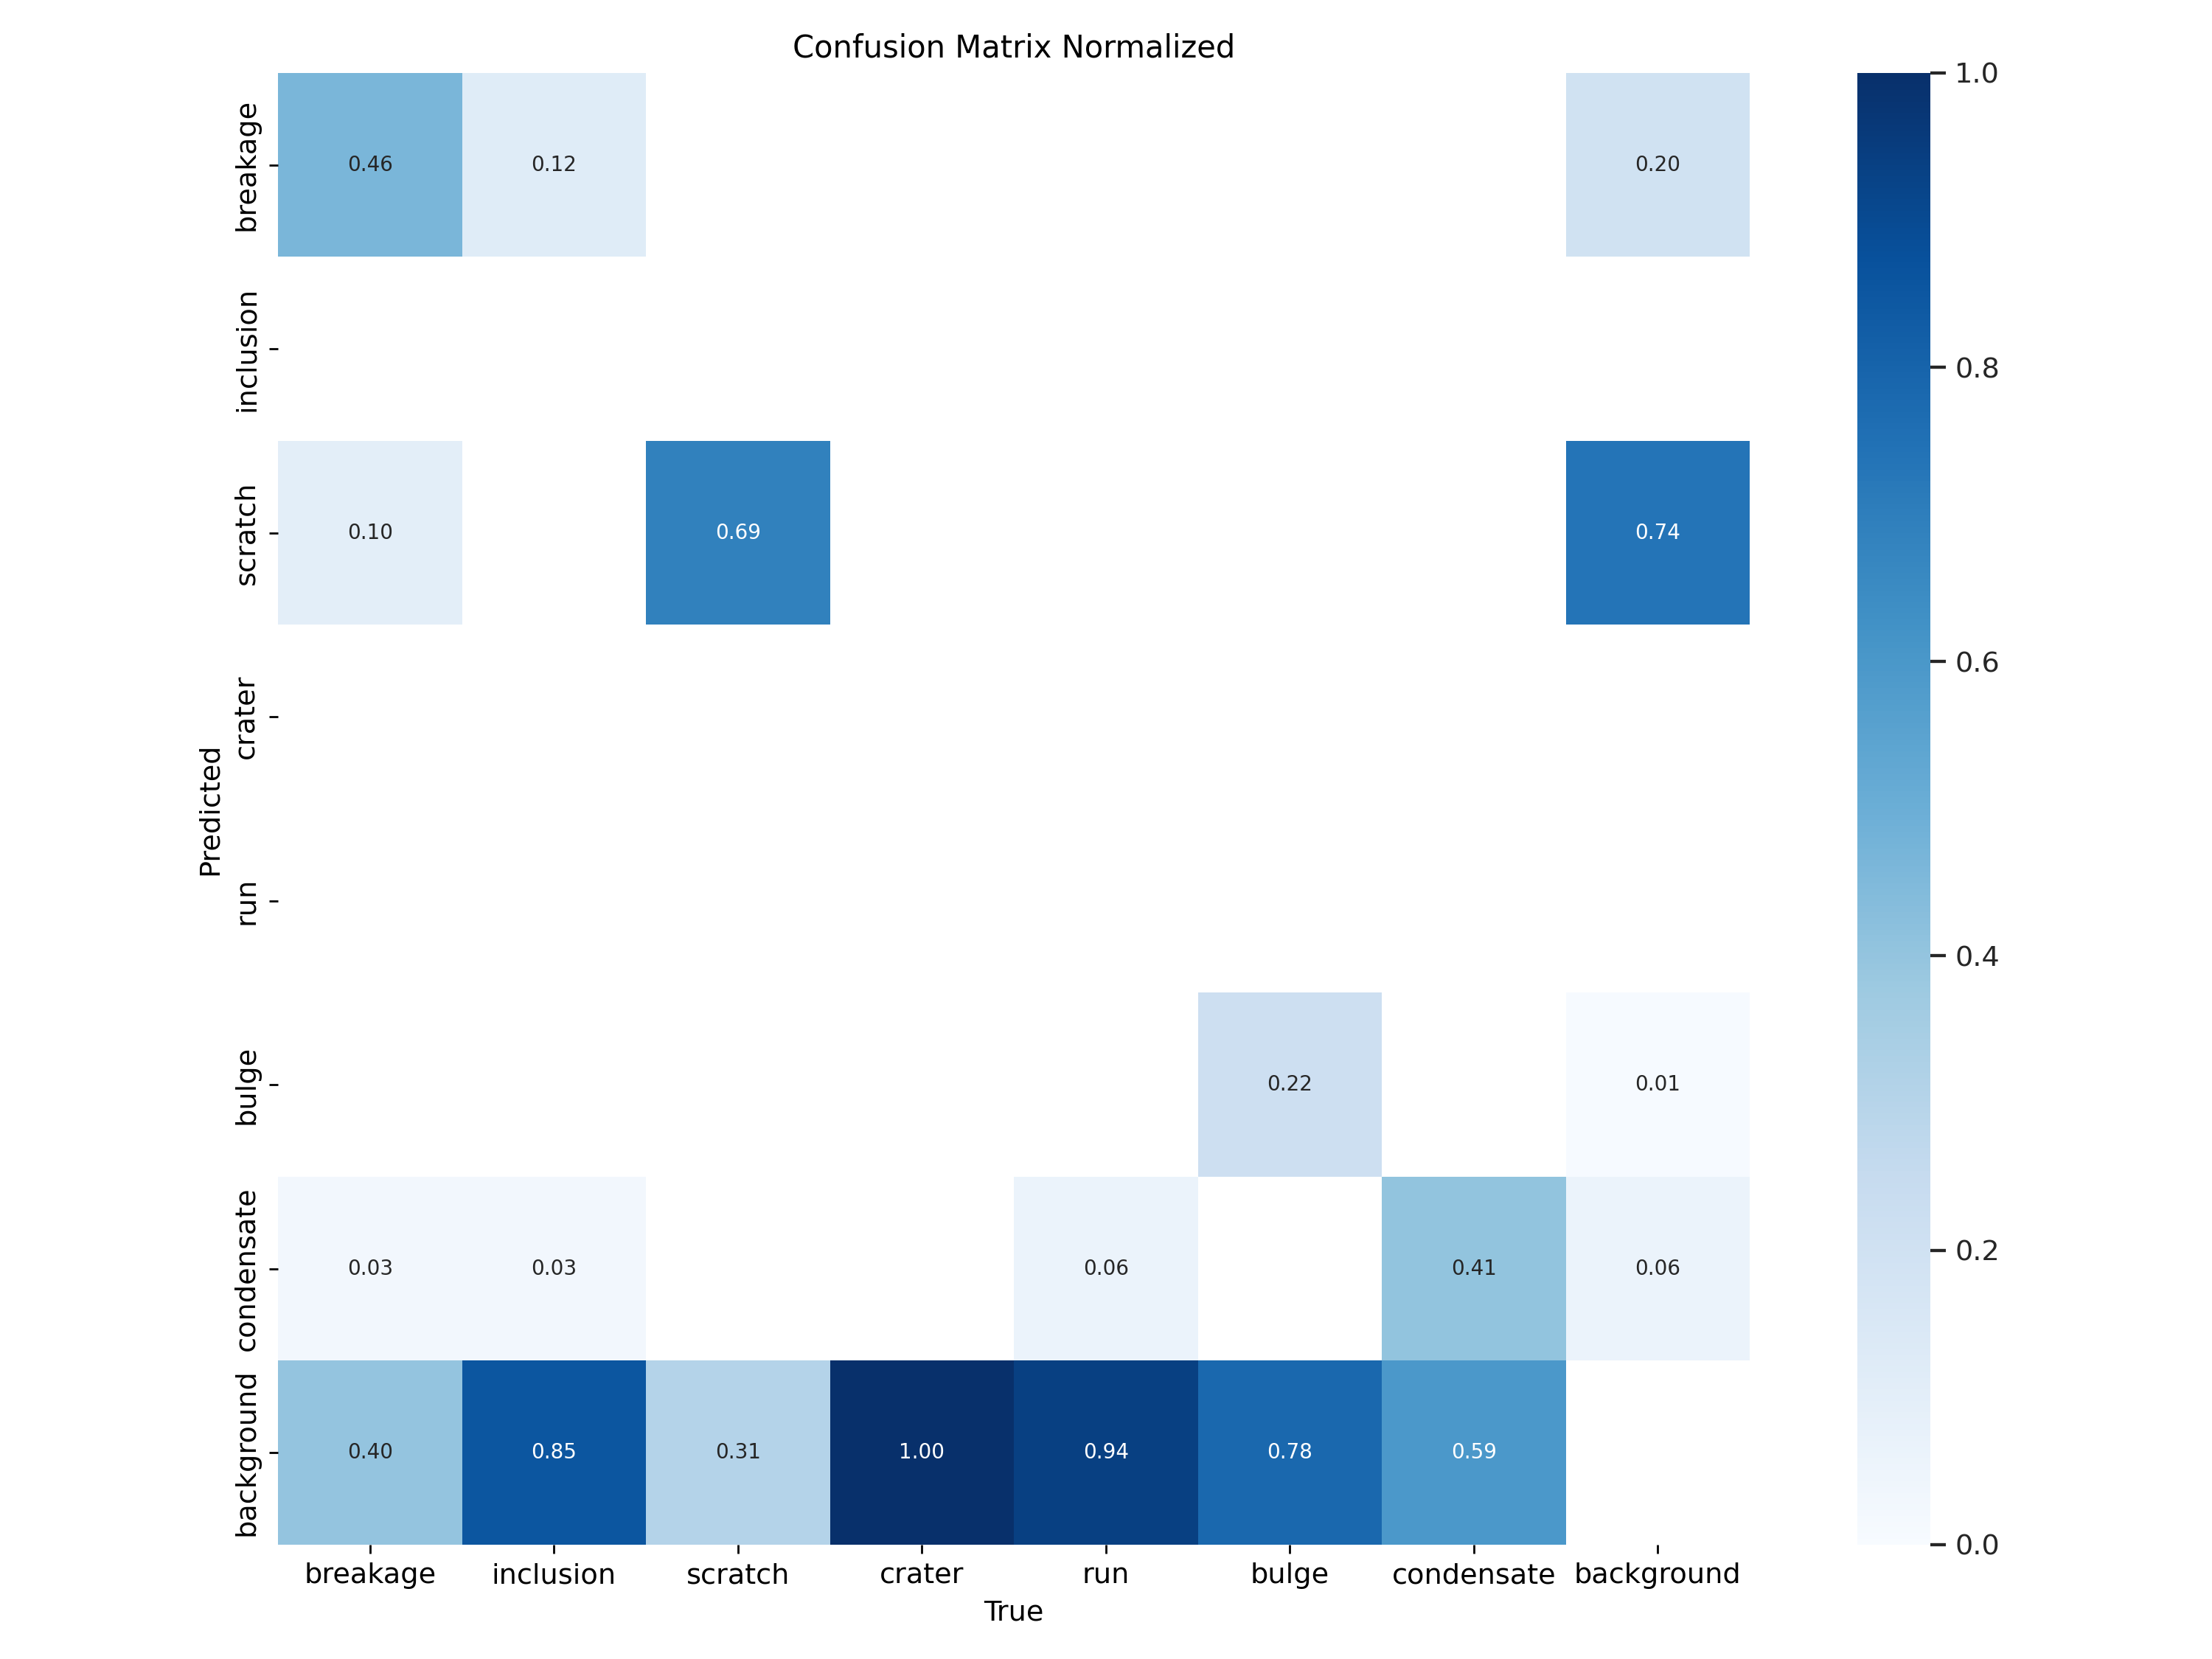 Confusion Matrix Normalized
breakage
0.46
0.12
0.20
inclusion
scratch
0.10
0.69
0.74
crater
run
bulge
0.22
0.01
condensate
0.03
0.03
0.06
0.41
0.06
background
0.40
0.85
0.31
1.00
0.94
0.78
0.59
Predicted
breakage inclusion scratch crater run bulge condensate background
True
1.0
0.8
0.6
0.4
0.2
0.0